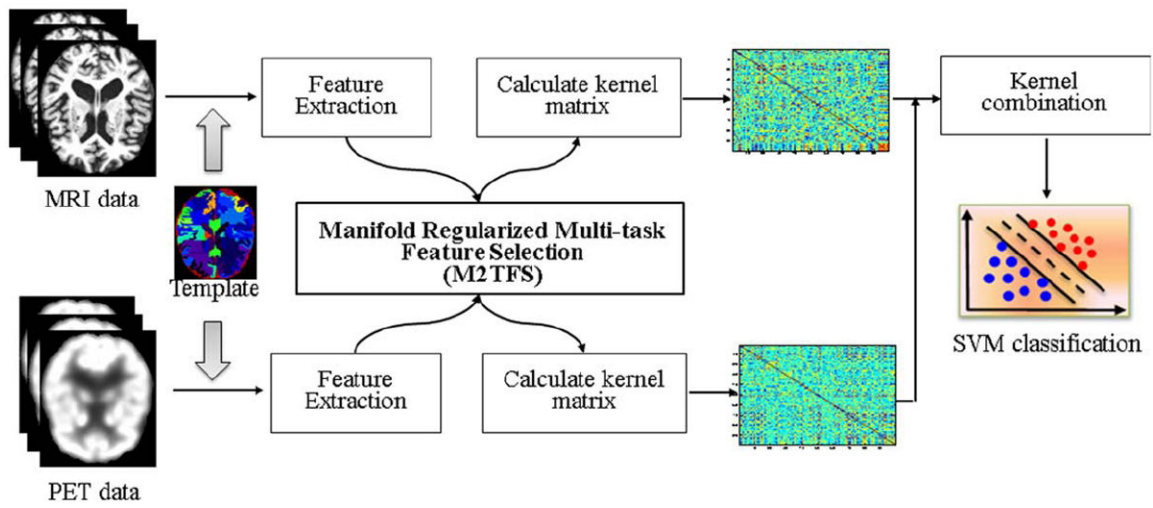 MRI data
Feature
Extraction
Calculate kernel
matrix
Kernel
combination
Template
Manifold Regularized Multi-task
Feature Selection
(M2TFS)
PET data
Feature
Extraction
Calculate kernel
matrix
SVM classification